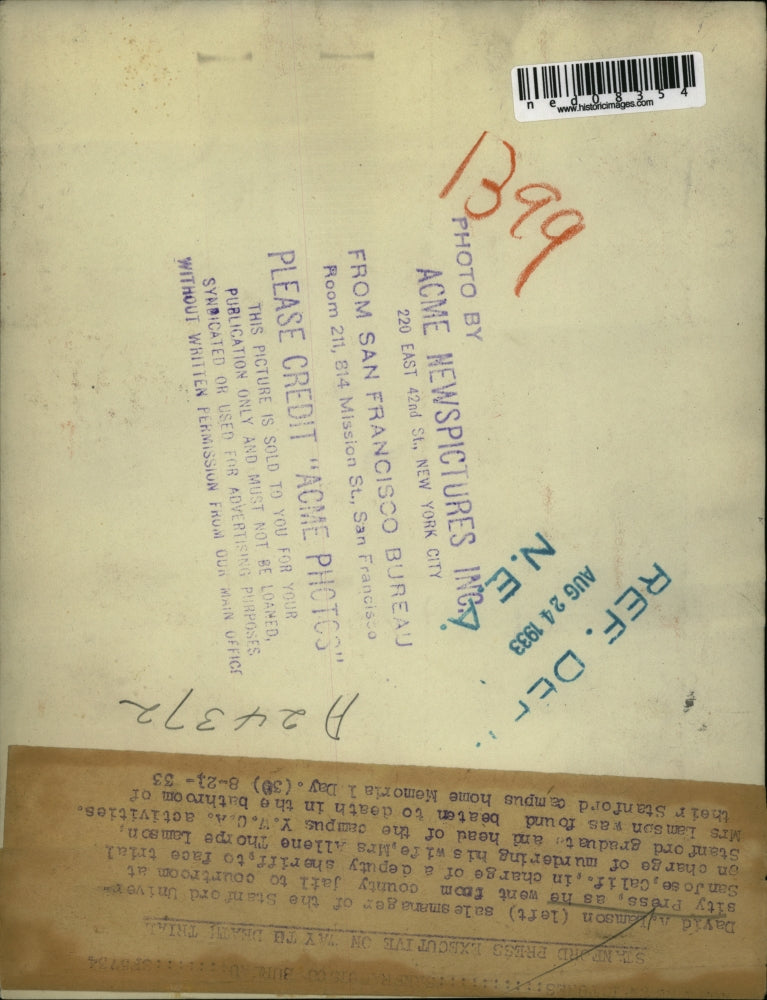 ned08354
www.historicimages.com
B99
PHOTO BY
ACME NEWSPICTURES INC.
220 EAST 42nd St., NEW YORK CITY
FROM SAN FRANCISCO BUREAU
Room 211, 814 Mission St., San Francisco
PLEASE CREDIT "ACME PHOTOS"
THIS PICTURE IS SOLD TO YOU FOR YOUR
PUBLICATION ONLY AND MUST NOT BE LOANED,
SYNDICATED OR USED FOR ADVERTISING PURPOSES
WITHOUT WRITTEN PERMISSION FROM OUR MAIN OFFICE
REF. DEPT.
AUG 24 1933
N.E.A.
A24372
STANFORD PRESS EXECUTIVE ON WAY TO DEATH TRIAL
David A Lamson (left) salesmanager of the Stanford Univer
sity Press, as he went from county jail to courtroom at
San Jose, Calif., in charge of a deputy sheriff, to face trial
on charge of murdering his wife, Mrs Allene Thorpe Lamson,
Stanford graduate and head of the campus Y.W.C.A. activities.
Mrs Lamson was found beaten to death in the bathroom of
their Stanford campus home Memorial Day. 33